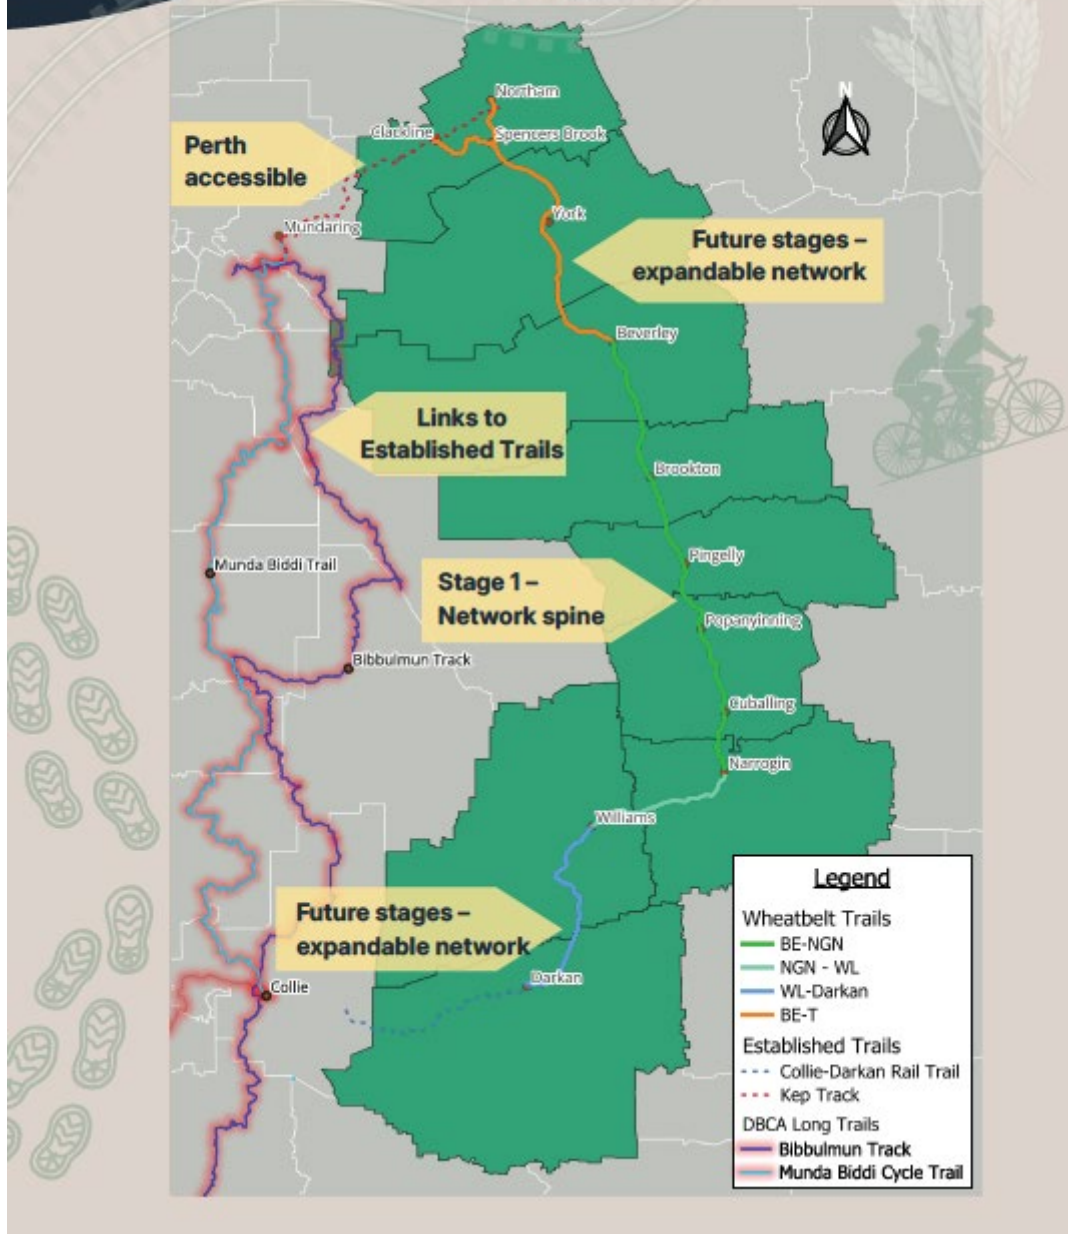 N
Northam
Clackline
Spencers Brook
Perth
accessible
Mundaring
York
Future stages –
expandable network
Beverley
Links to
Established Trails
Brookton
Pingelly
Munda Biddi Trail
Stage 1 –
Network spine
Popanyinning
Bibbulmun Track
Cuballing
Narrogin
Williams
Future stages –
expandable network
Darkan
Collie
Legend
Wheatbelt Trails
BE-NGN
NGN - WL
WL-Darkan
BE-T
Established Trails
Collie-Darkan Rail Trail
Kep Track
DBCA Long Trails
Bibbulmun Track
Munda Biddi Cycle Trail